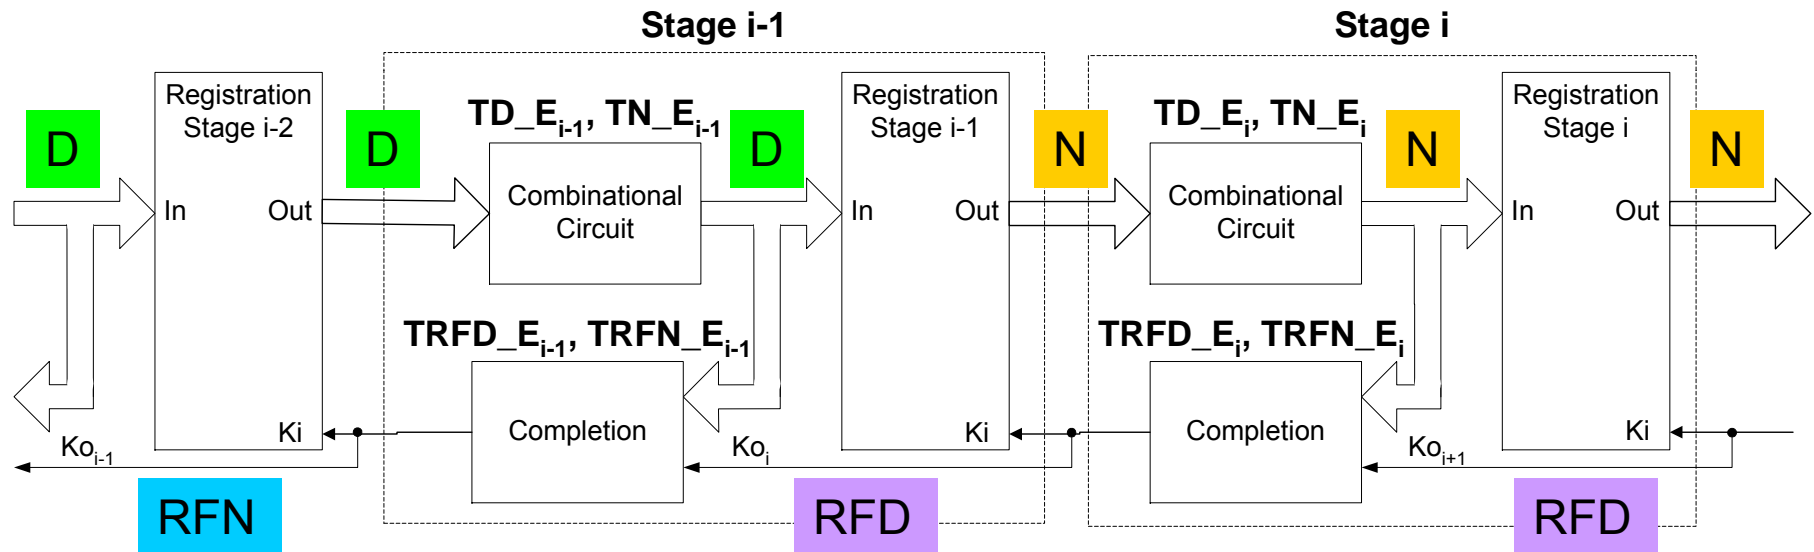 Stage i-1
Stage i
Registration
Stage i-2
In
Out
Ki
D
D
TD_Ei-1, TN_Ei-1
Combinational
Circuit
D
TRFD_Ei-1, TRFN_Ei-1
Completion
Registration
Stage i-1
In
Out
Ki
N
TD_Ei, TN_Ei
Combinational
Circuit
N
TRFD_Ei, TRFN_Ei
Completion
Registration
Stage i
In
Out
Ki
N
Koi-1
Koi
Koi+1
RFN
RFD
RFD